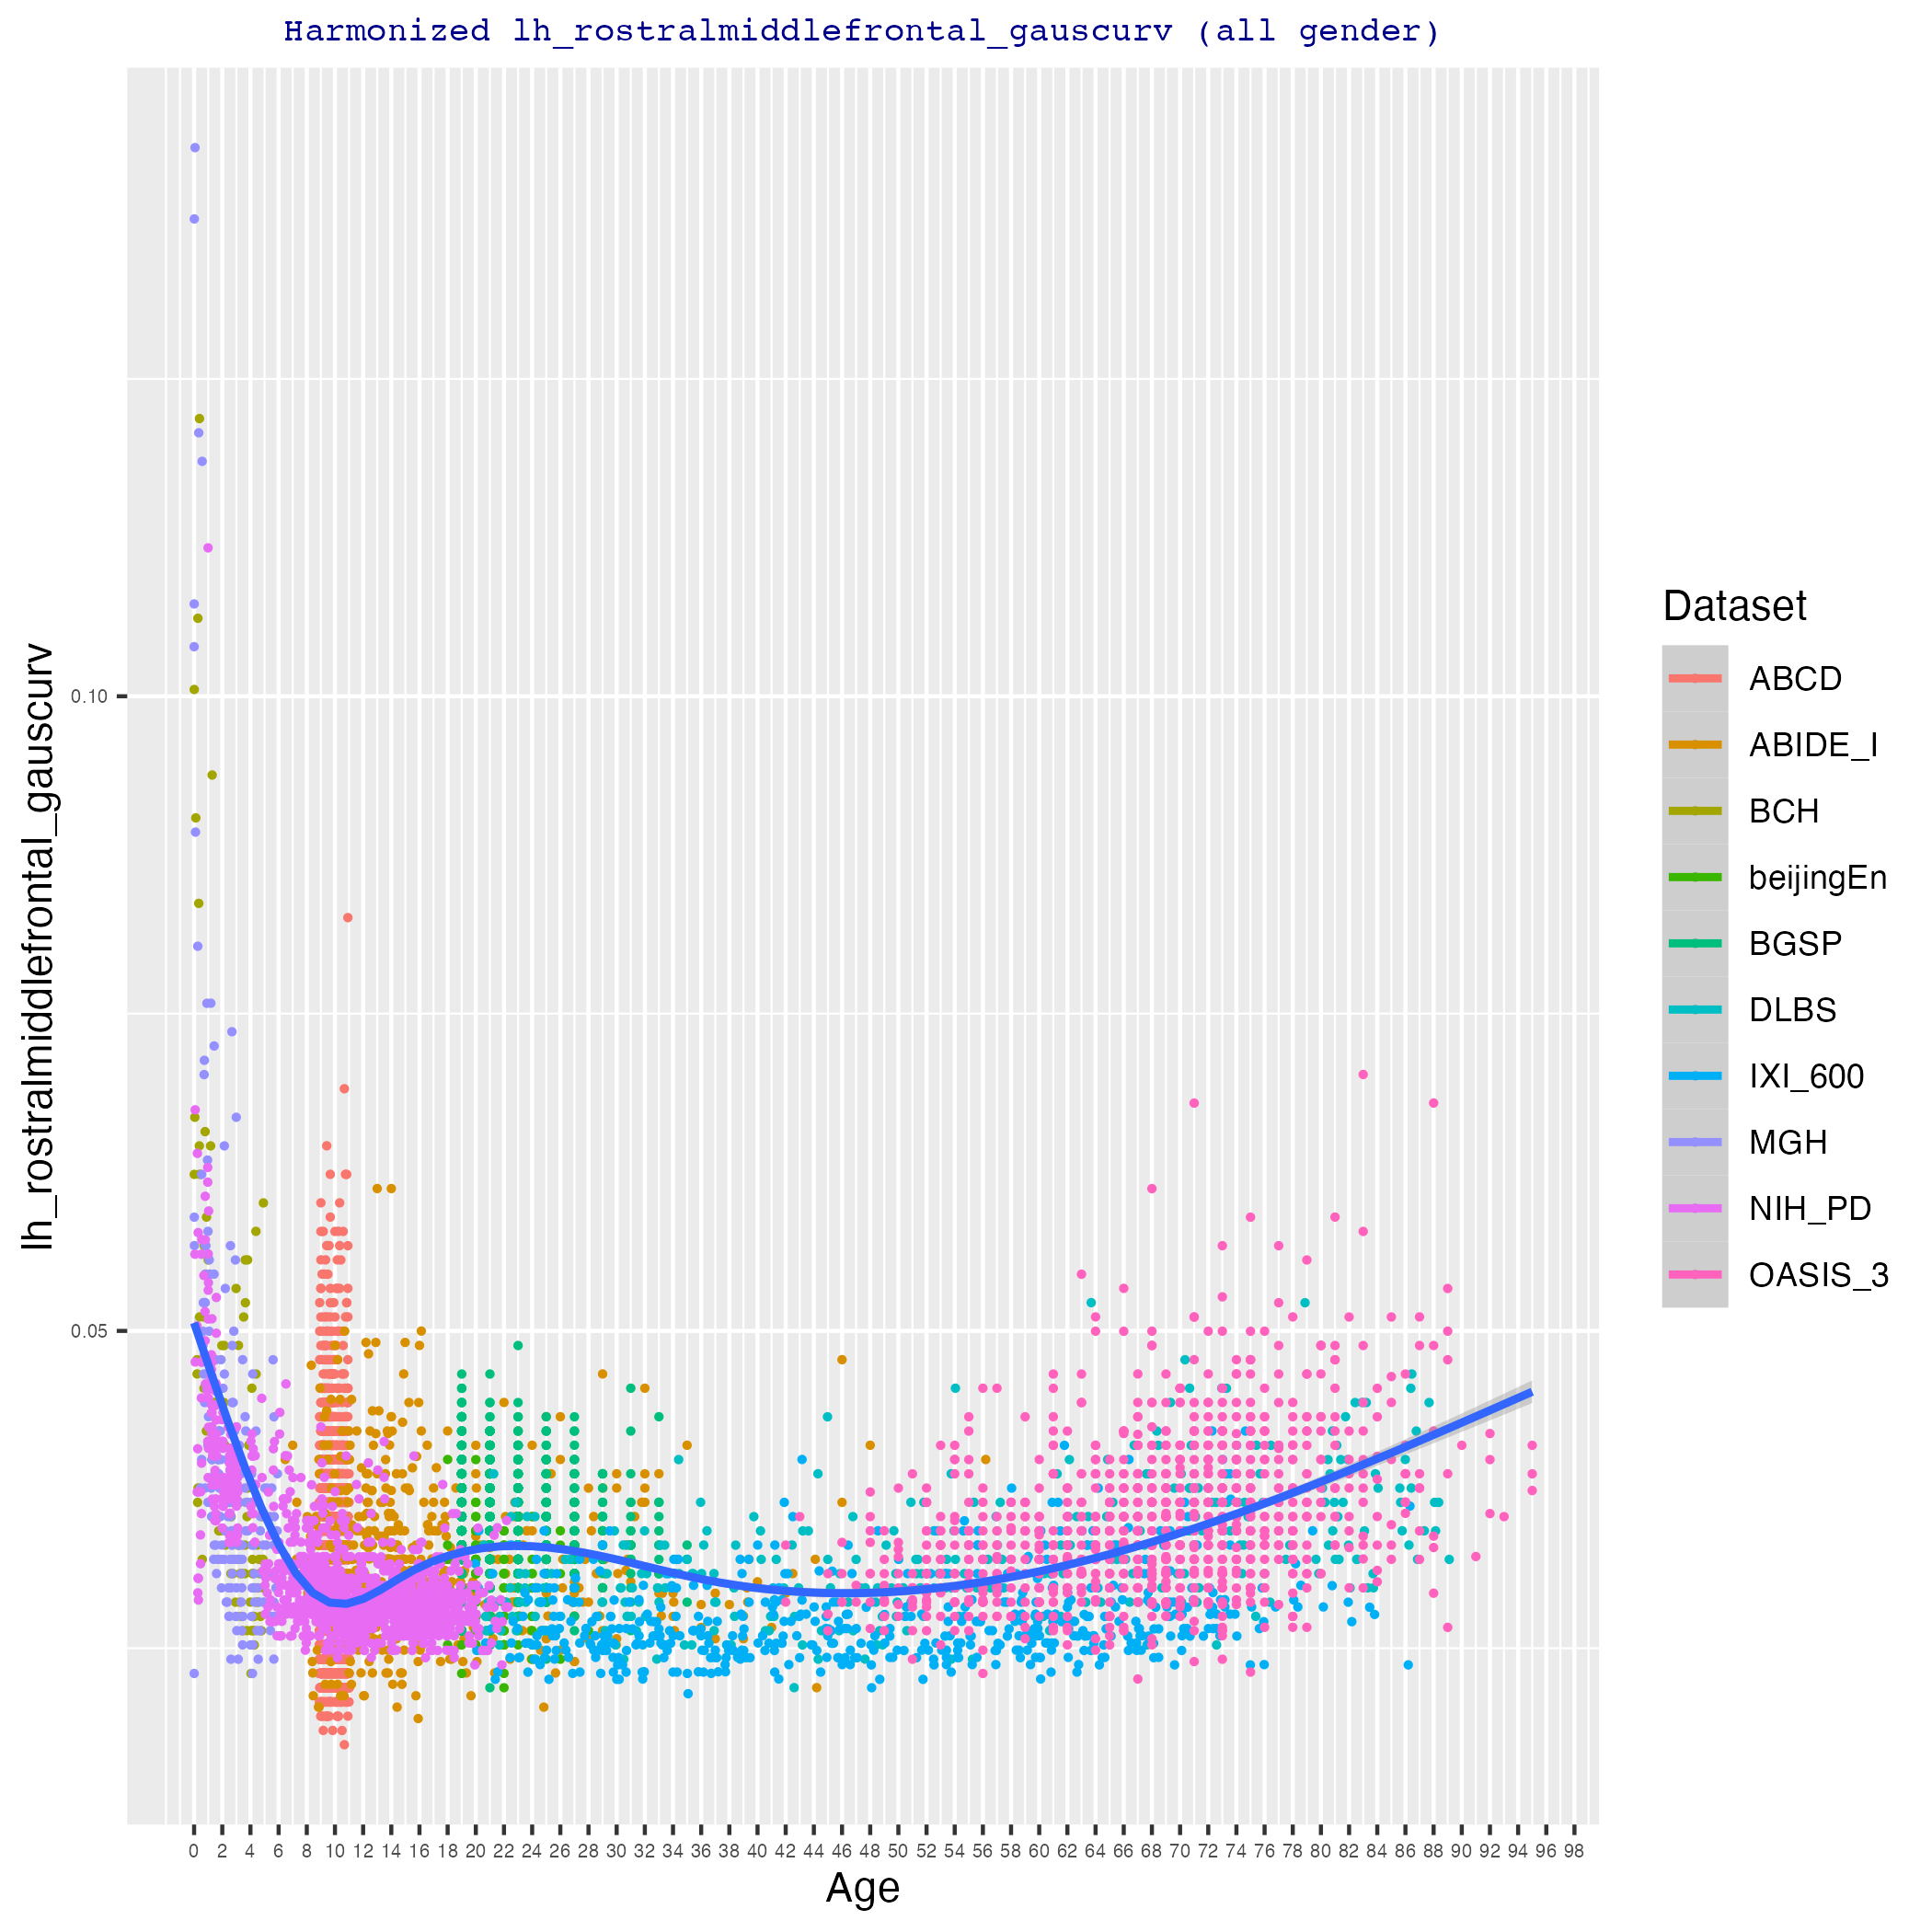 Harmonized lh_rostralmiddlefrontal_gauscurv (all gender)
lh_rostralmiddlefrontal_gauscurv
0.10
0.05
0 2 4 6 8 10 12 14 16 18 20 22 24 26 28 30 32 34 36 38 40 42 44 46 48 50 52 54 56 58 60 62 64 66 68 70 72 74 76 78 80 82 84 86 88 90 92 94 96 98
Age
Dataset
ABCD
ABIDE_I
BCH
beijingEn
BGSP
DLBS
IXI_600
MGH
NIH_PD
OASIS_3